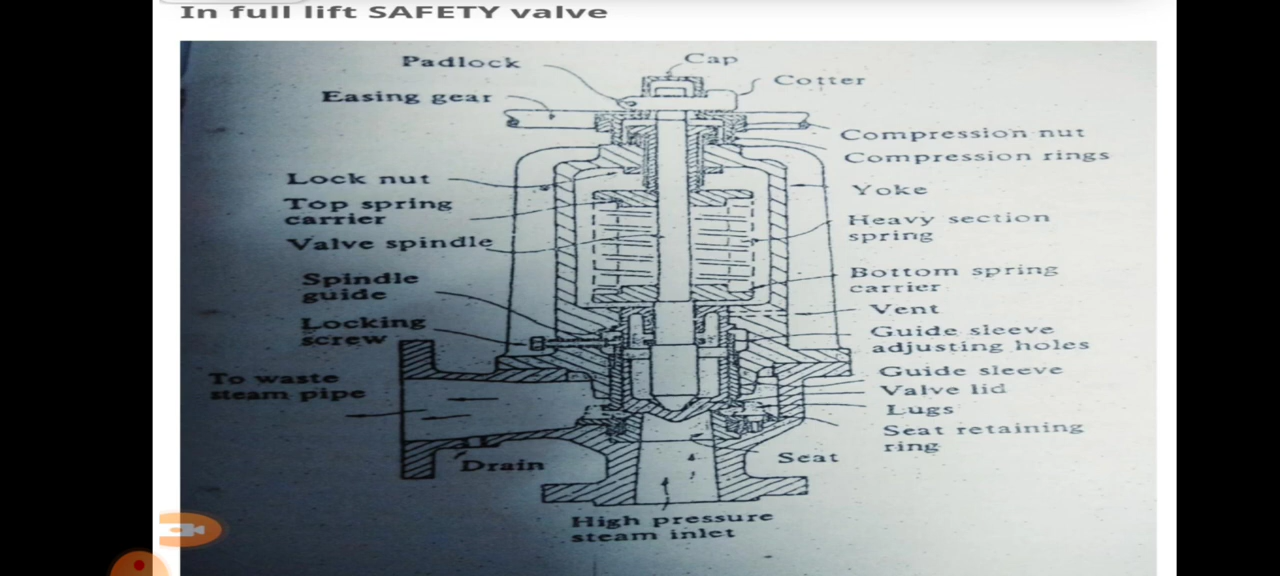 In full lift SAFETY valve
Padlock
Cap
Cotter
Easing gear
Compression nut
Compression rings
Lock nut
Yoke
Top spring
carrier
Heavy section
spring
Valve spindle
Bottom spring
carrier
Spindle
guide
Vent
Locking
screw
Guide sleeve
adjusting holes
To waste
steam pipe
Guide sleeve
Valve lid
Lugs
Seat retaining
ring
Drain
Seat
High pressure
steam inlet